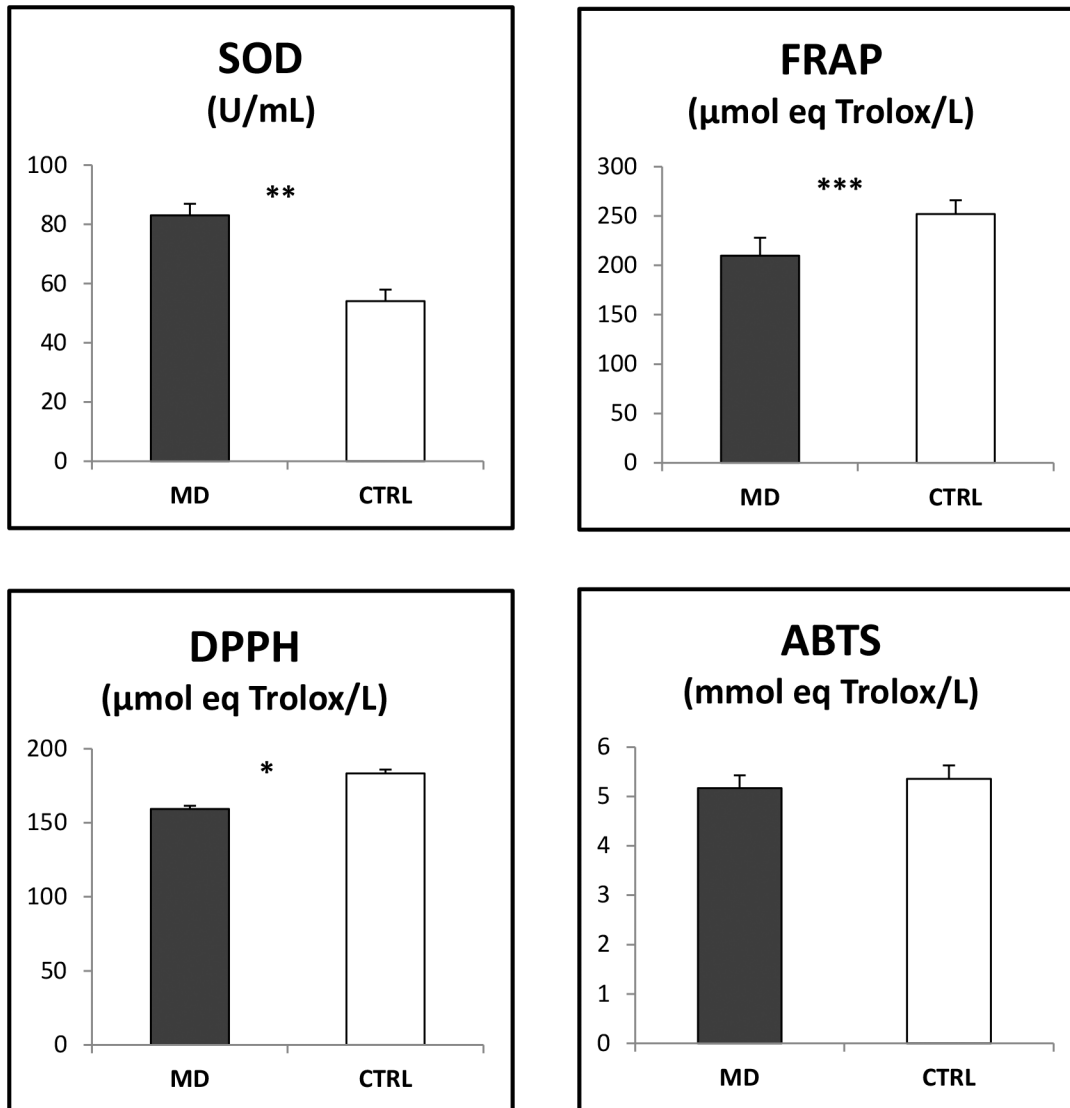 SOD
(U/mL)
**
100
80
60
40
20
0
MD CTRL
FRAP
(µmol eq Trolox/L)
***
300
250
200
150
100
50
0
MD CTRL
DPPH
(µmol eq Trolox/L)
*
200
150
100
50
0
MD CTRL
ABTS
(mmol eq Trolox/L)
6
5
4
3
2
1
0
MD CTRL